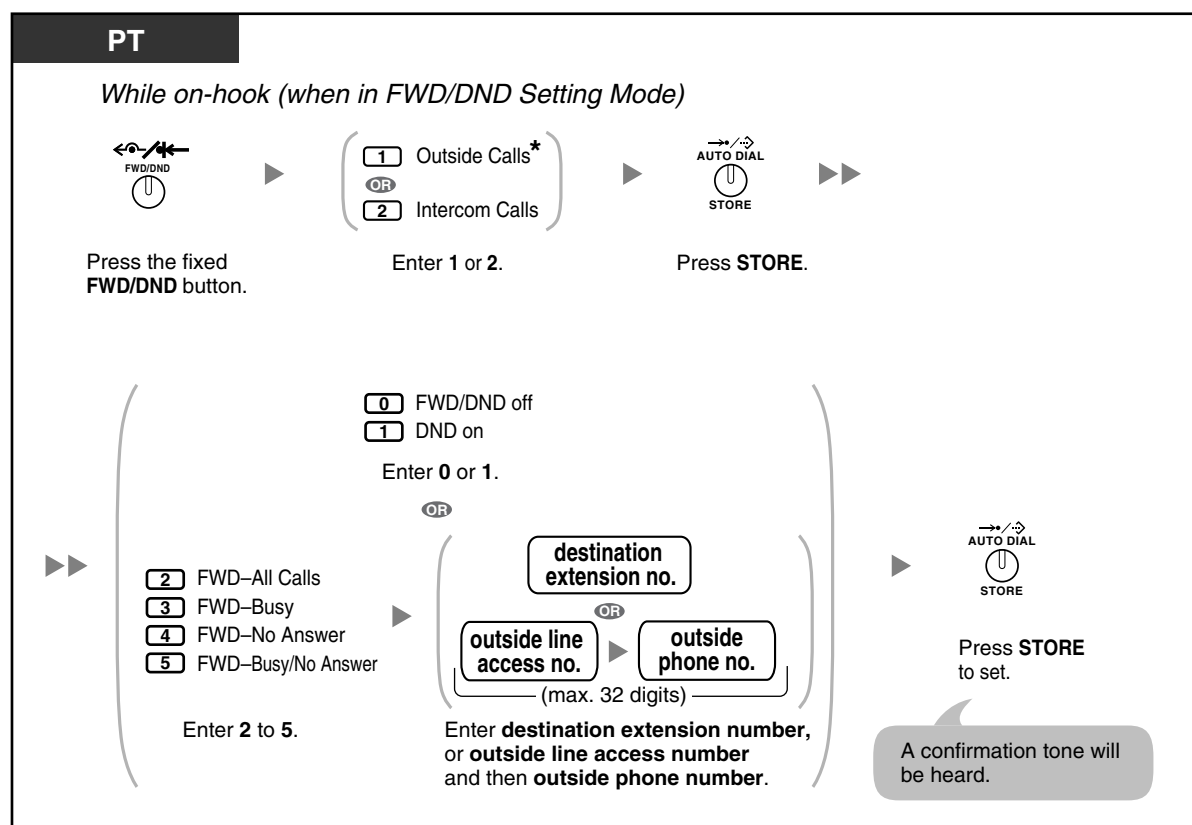 PT
While on-hook (when in FWD/DND Setting Mode)
FWD/DND
Press the fixed
FWD/DND button.
1 Outside Calls*
OR
2 Intercom Calls
Enter 1 or 2.
AUTO DIAL
STORE
Press STORE.
0 FWD/DND off
1 DND on
Enter 0 or 1.
OR
2 FWD–All Calls
3 FWD–Busy
4 FWD–No Answer
5 FWD–Busy/No Answer
Enter 2 to 5.
destination
extension no.
OR
outside line
access no.
outside
phone no.
(max. 32 digits)
Enter destination extension number,
or outside line access number
and then outside phone number.
AUTO DIAL
STORE
Press STORE
to set.
A confirmation tone will
be heard.